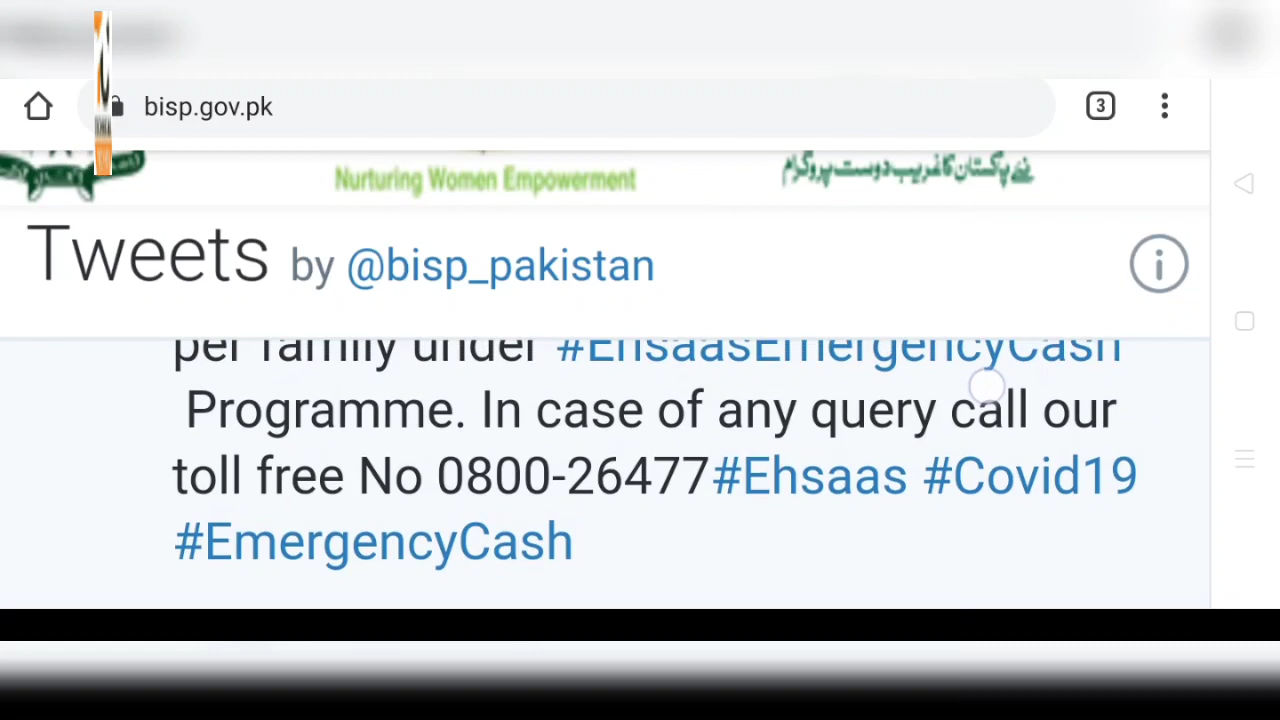 bisp.gov.pk
3
Nurturing Women Empowerment
نئے پاکستان کا غریب دوست پروگرام
Tweets by @bisp_pakistan
per family under #EhsaasEmergencyCash
Programme. In case of any query call our
toll free No 0800-26477#Ehsaas #Covid19
#EmergencyCash